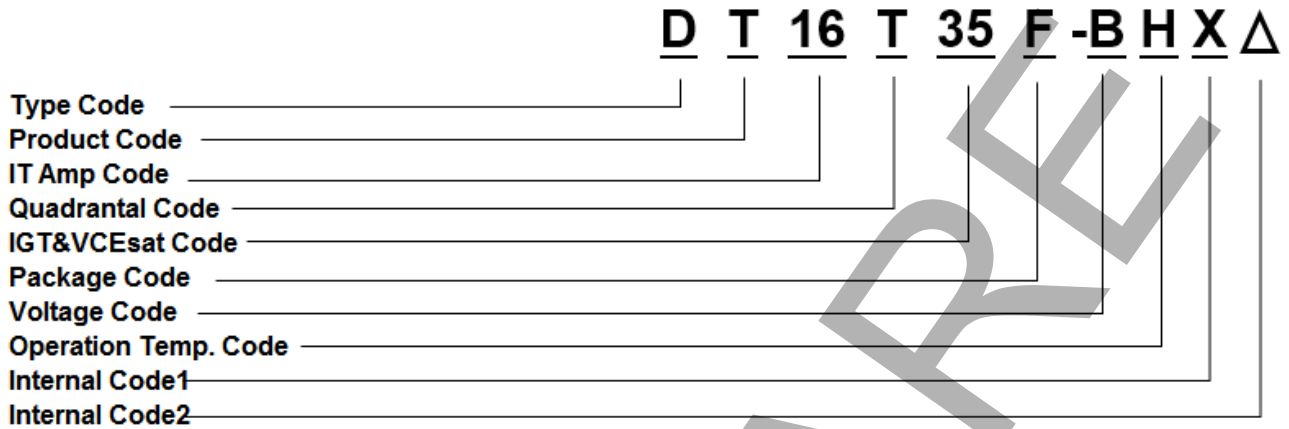 D T 16 T 35 F -B H X △
Type Code
Product Code
IT Amp Code
Quadrantal Code
IGT&VCEsat Code
Package Code
Voltage Code
Operation Temp. Code
Internal Code1
Internal Code2
RE